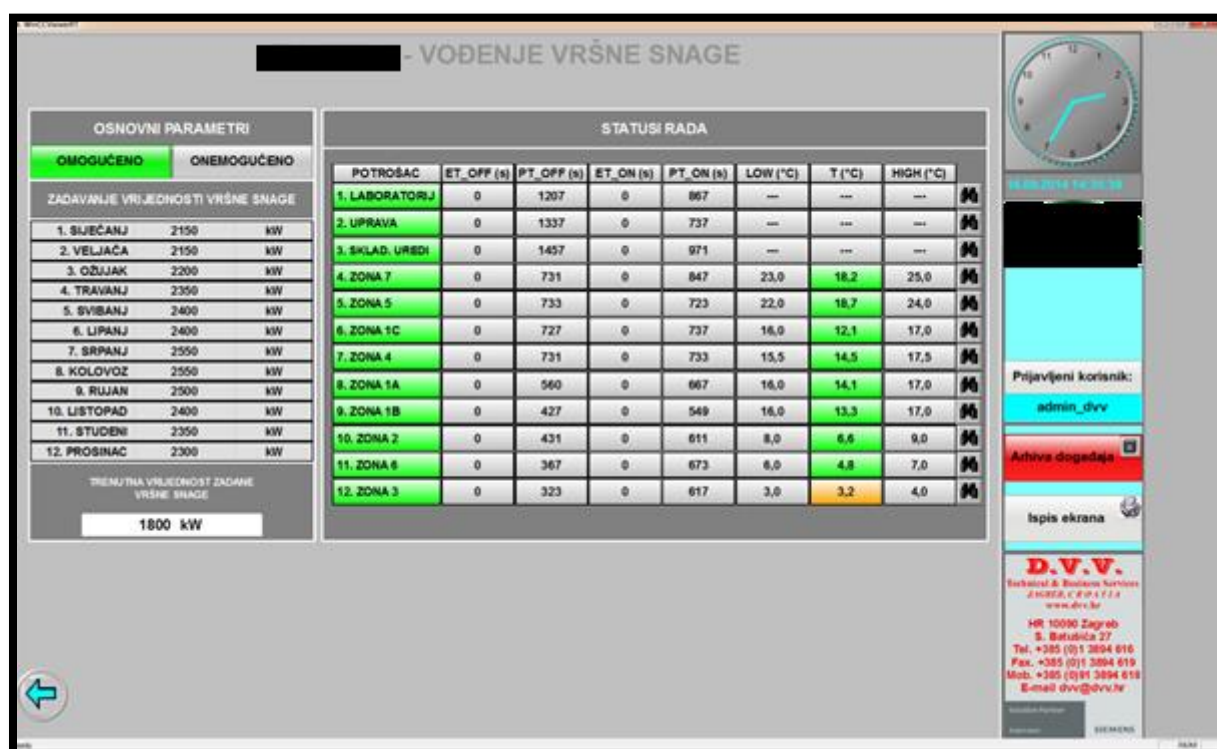 - VOĐENJE VRŠNE SNAGE
OSNOVNI PARAMETRI
OMOGUĆENO ONEMOGUĆENO
ZADAVANJE VRIJEDNOSTI VRŠNE SNAGE
1. SIJEČANJ 2150 kW
2. VELJAČA 2150 kW
3. OŽUJAK 2200 kW
4. TRAVANJ 2350 kW
5. SVIBANJ 2400 kW
6. LIPANJ 2400 kW
7. SRPANJ 2550 kW
8. KOLOVOZ 2550 kW
9. RUJAN 2500 kW
10. LISTOPAD 2400 kW
11. STUDENI 2350 kW
12. PROSINAC 2300 kW
TRENUTNA VRIJEDNOST ZADANE
VRŠNE SNAGE
1800 kW
STATUSI RADA
POTROŠAČ ET_OFF (s) PT_OFF (s) ET_ON (s) PT_ON (s) LOW (°C) T (°C) HIGH (°C)
1. LABORATORIJ 0 1207 0 867 --- --- ---
2. UPRAVA 0 1337 0 737 --- --- ---
3. SKLAD. UREDI 0 1457 0 971 --- --- ---
4. ZONA 7 0 731 0 847 23,0 18,2 25,0
5. ZONA 5 0 733 0 723 22,0 18,7 24,0
6. ZONA 1C 0 727 0 737 16,0 12,1 17,0
7. ZONA 4 0 731 0 733 15,5 14,5 17,5
8. ZONA 1A 0 560 0 667 16,0 14,1 17,0
9. ZONA 1B 0 427 0 549 16,0 13,3 17,0
10. ZONA 2 0 431 0 611 8,0 6,6 9,0
11. ZONA 6 0 367 0 673 6,0 4,8 7,0
12. ZONA 3 0 323 0 617 3,0 3,2 4,0
Prijavljeni korisnik:
admin_dvv
Arhiva događaja
Ispis ekrana
D.V.V.
Technical & Business Services
ZAGREB, CROATIA
www.dvv.hr
HR 10090 Zagreb
S. Batušića 27
Tel. +385 (0)1 3894 616
Fax. +385 (0)1 3894 619
Mob. +385 (0)91 3894 618
E-mail dvv@dvv.hr
SIEMENS